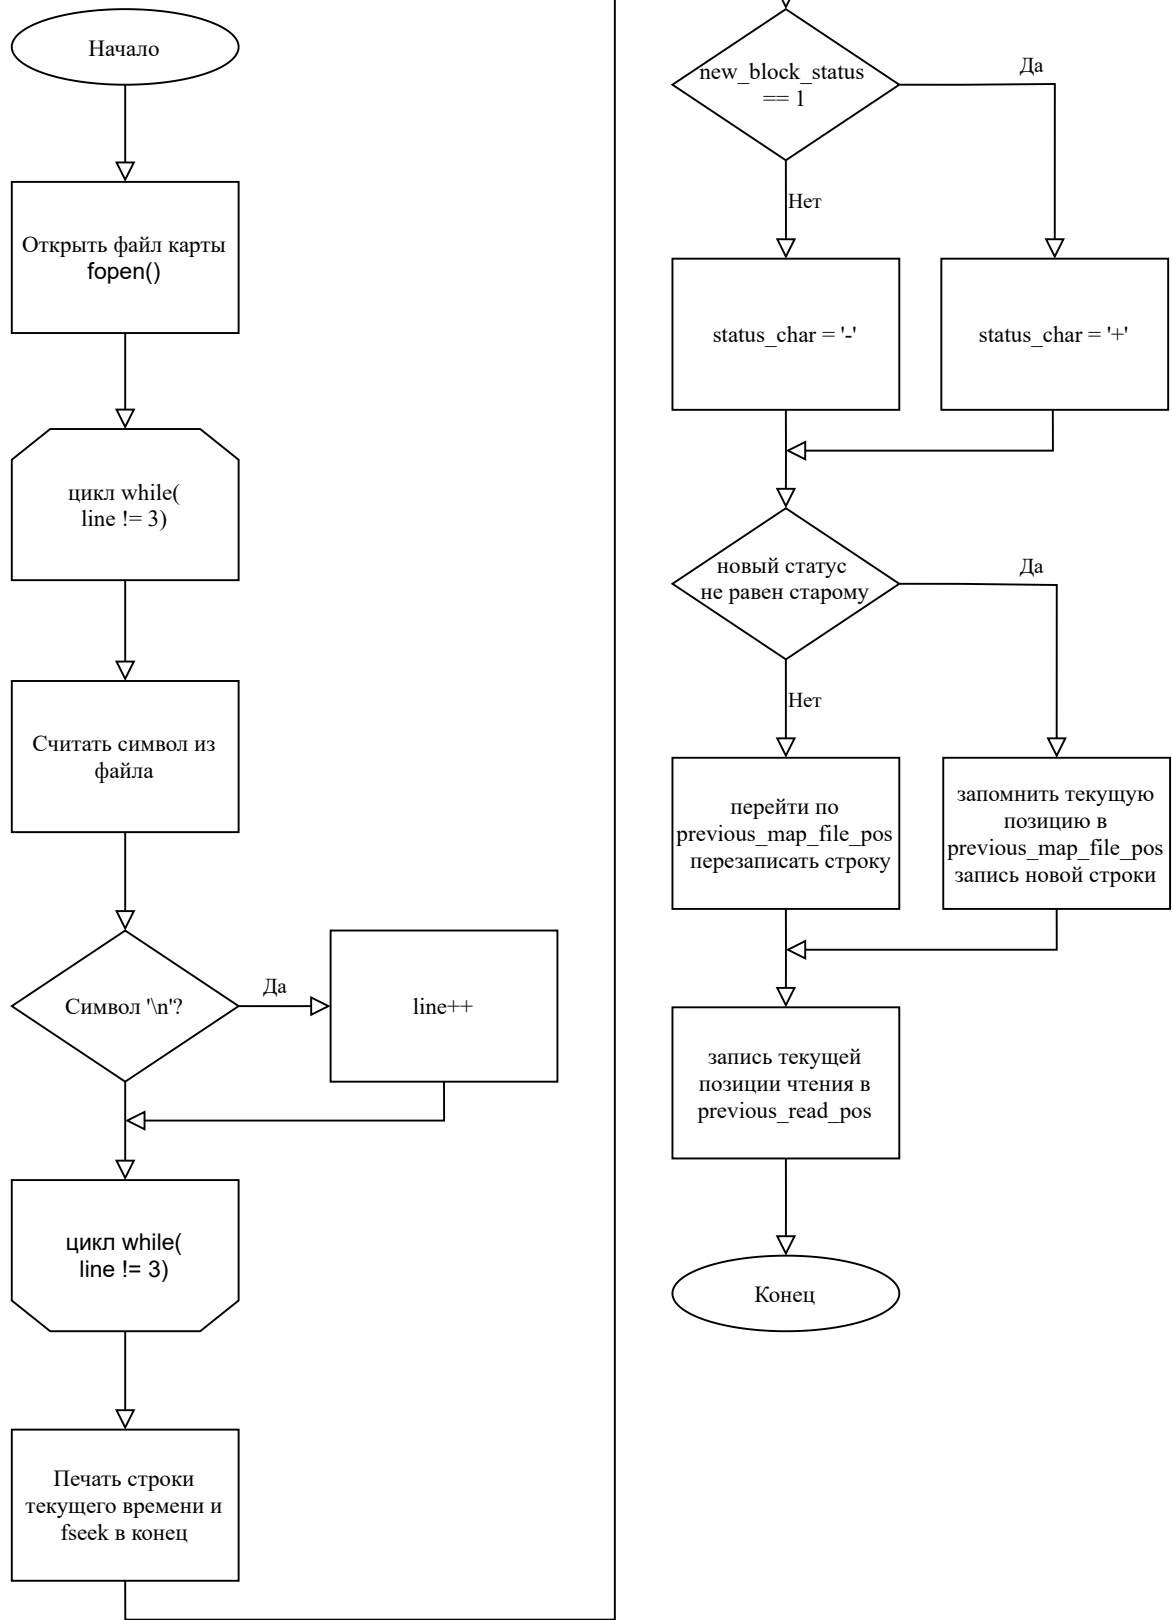 Начало
Открыть файл карты
fopen()
цикл while(
line != 3)
Считать символ из
файла
Символ '\n'?
Да
line++
цикл while(
line != 3)
Печать строки
текущего времени и
fseek в конец
new_block_status
== 1
Да
Нет
status_char = '-'
status_char = '+'
новый статус
не равен старому
Да
Нет
перейти по
previous_map_file_pos
перезаписать строку
запомнить текущую
позицию в
previous_map_file_pos
запись новой строки
запись текущей
позиции чтения в
previous_read_pos
Конец